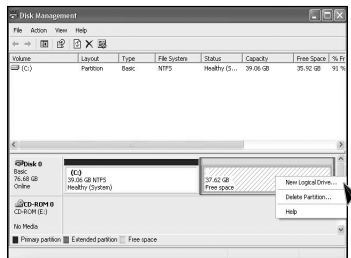 Disk Management
File Action View Help
Volume Layout Type File System Status Capacity Free Space % Fr
(C:) Partition Basic NTFS Healthy (S... 39.06 GB 35.92 GB 91 %
Disk 0
Basic
76.68 GB
Online
(C:)
39.06 GB NTFS
Healthy (System)
37.62 GB
Free space
New Logical Drive...
Delete Partition...
Help
CD-ROM 0
CD-ROM (E:)
No Media
Primary partition Extended partition Free space